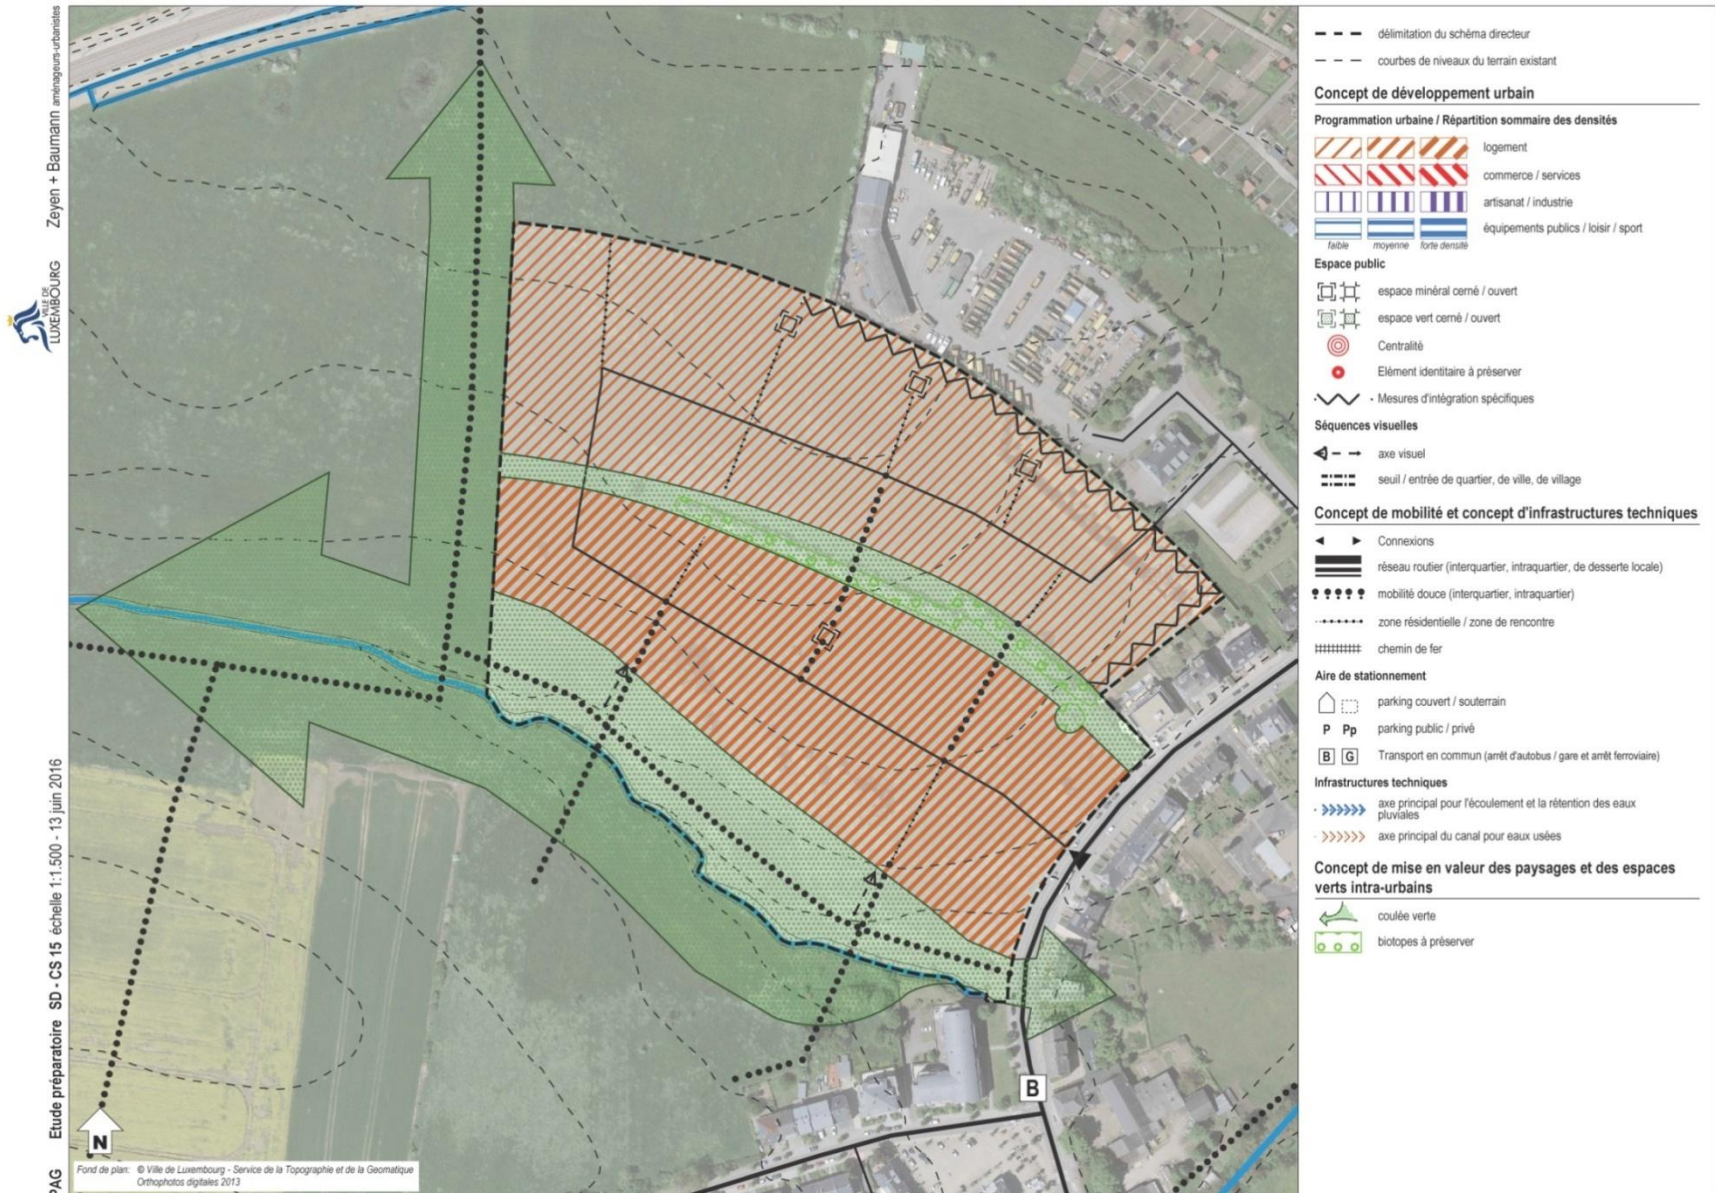 PAG Etude préparatoire SD - CS 15 échelle 1:1.500 - 13 juin 2016
VILLE DE
LUXEMBOURG
Zeyen + Baumann aménageurs-urbanistes
B
N
Fond de plan: © Ville de Luxembourg - Service de la Topographie et de la Geomatique
Orthophotos digitales 2013
délimitation du schéma directeur
courbes de niveaux du terrain existant
Concept de développement urbain
Programmation urbaine / Répartition sommaire des densités
logement
commerce / services
artisanat / industrie
équipements publics / loisir / sport
faible moyenne forte densité
Espace public
espace minéral cerné / ouvert
espace vert cerné / ouvert
Centralité
Elément identitaire à préserver
Mesures d'intégration spécifiques
Séquences visuelles
axe visuel
seuil / entrée de quartier, de ville, de village
Concept de mobilité et concept d'infrastructures techniques
Connexions
réseau routier (interquartier, intraquartier, de desserte locale)
mobilité douce (interquartier, intraquartier)
zone résidentielle / zone de rencontre
chemin de fer
Aire de stationnement
parking couvert / souterrain
P Pp parking public / privé
B G Transport en commun (arrêt d'autobus / gare et arrêt ferroviaire)
Infrastructures techniques
axe principal pour l'écoulement et la rétention des eaux
pluviales
axe principal du canal pour eaux usées
Concept de mise en valeur des paysages et des espaces
verts intra-urbains
coulée verte
biotopes à préserver